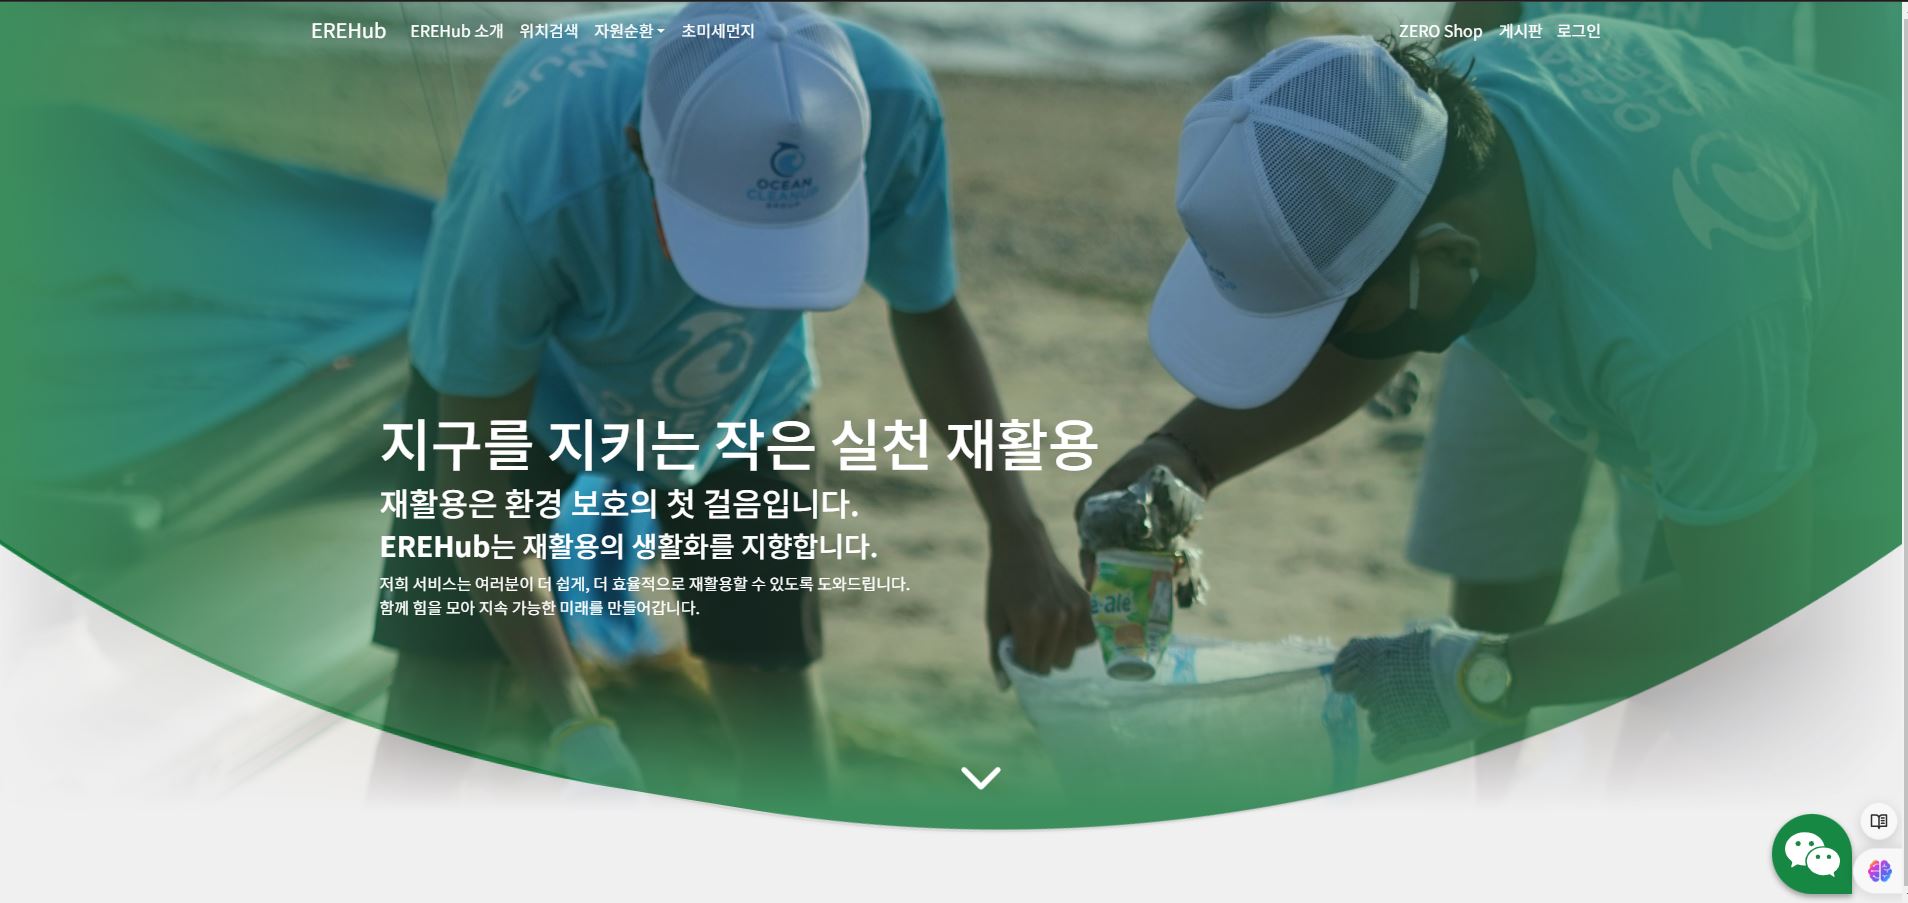 EREHub EREHub 소개 위치검색 자원순환 초미세먼지 ZERO Shop 게시판 로그인
OCEAN
CLEANUP
GROUP
지구를 지키는 작은 실천 재활용
재활용은 환경 보호의 첫 걸음입니다.
EREHub는 재활용의 생활화를 지향합니다.
저희 서비스는 여러분이 더 쉽게, 더 효율적으로 재활용할 수 있도록 도와드립니다.
함께 힘을 모아 지속 가능한 미래를 만들어갑니다.
e-ale